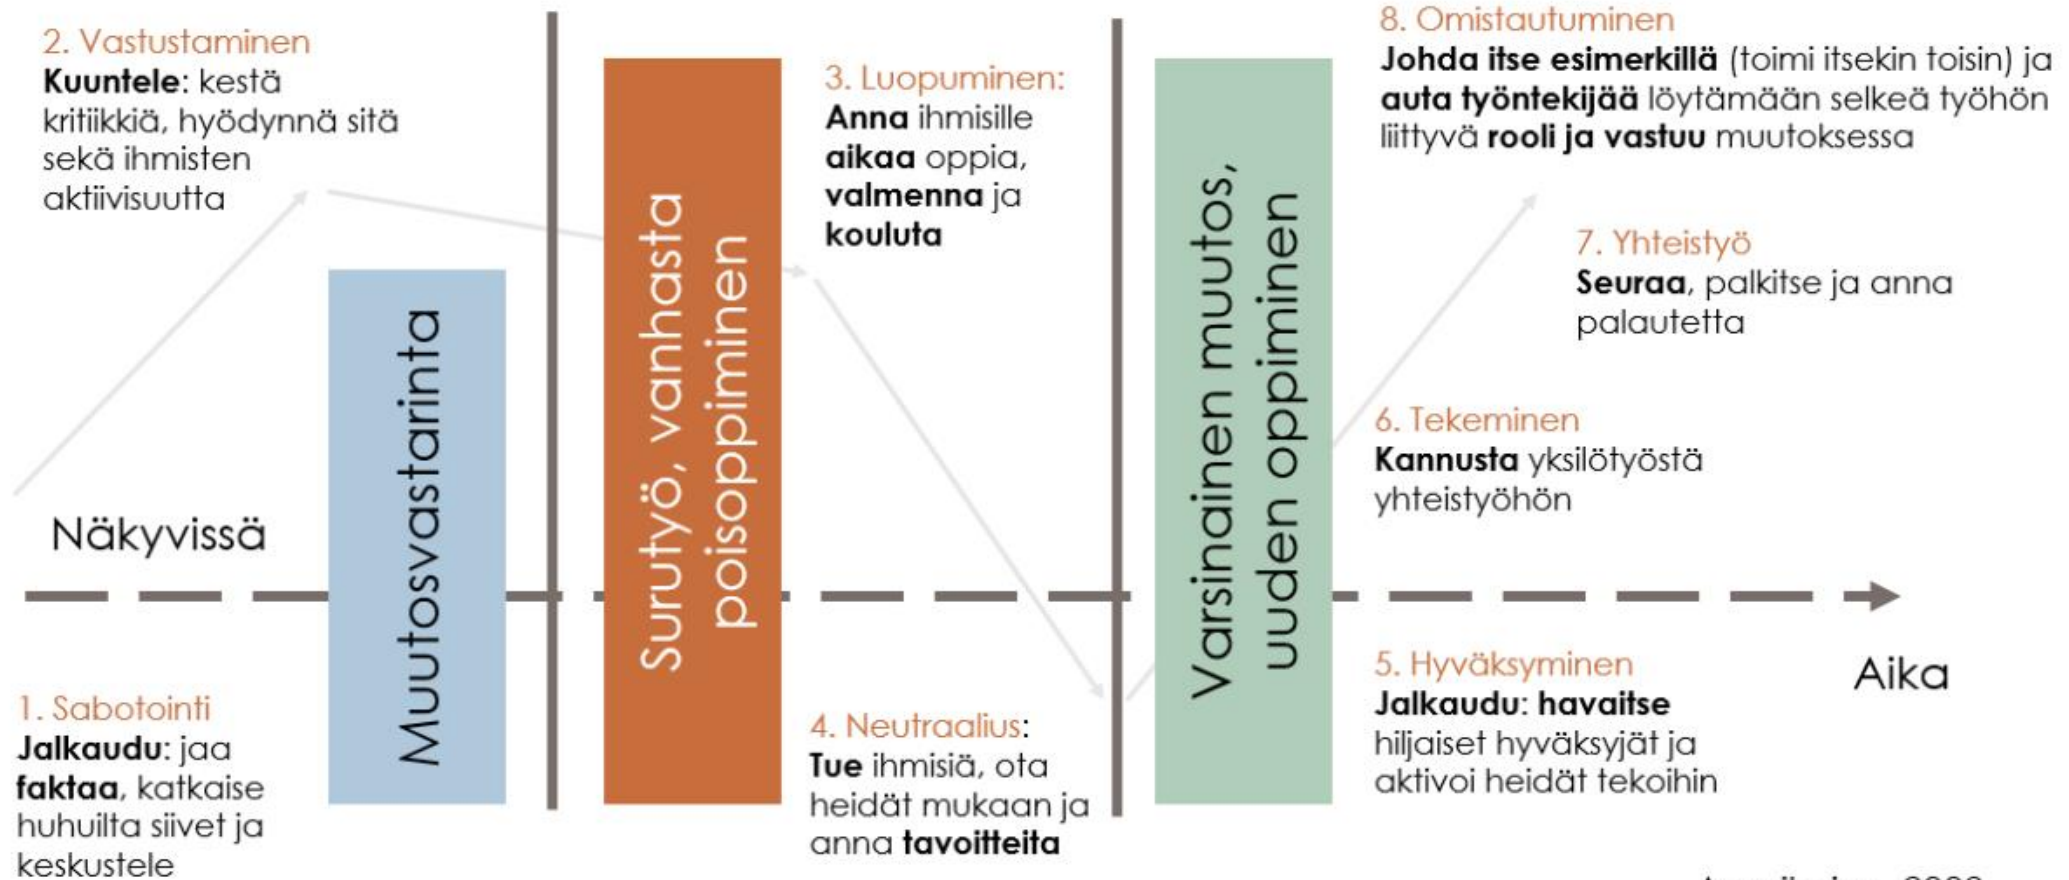 2. Vastustaminen
Kuuntele: kestä
kritiikkiä, hyödynnä sitä
sekä ihmisten
aktiivisuutta
Näkyvissä
1. Sabotointi
Jalkaudu: jaa
faktaa, katkaise
huhuilta siivet ja
keskustele
Muutosvastarinta
Surutyö, vanhasta
poisoppiminen
3. Luopuminen:
Anna ihmisille
aikaa oppia,
valmenna ja
kouluta
4. Neutraalius:
Tue ihmisiä, ota
heidät mukaan ja
anna tavoitteita
Varsinainen muutos,
uuden oppiminen
8. Omistautuminen
Johda itse esimerkillä (toimi itsekin toisin) ja
auta työntekijää löytämään selkeä työhön
liittyvä rooli ja vastuu muutoksessa
7. Yhteistyö
Seuraa, palkitse ja anna
palautetta
6. Tekeminen
Kannusta yksilötyöstä
yhteistyöhön
5. Hyväksyminen
Jalkaudu: havaitse
hiljaiset hyväksyjät ja
aktivoi heidät tekoihin
Aika